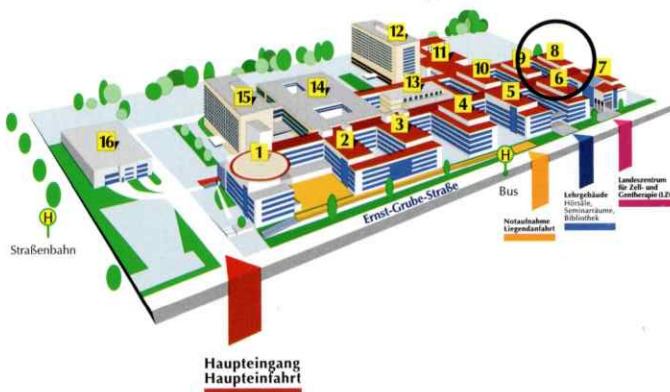 12
11
10
9
8
7
6
5
4
3
2
1
13
14
15
16
H
Straßenbahn
H
Bus
Ernst-Grube-Straße
Notaufnahme
Liegendanfahrt
Lehrgebäude
Hörsäle,
Seminarräume,
Bibliothek
Landeszentrum
für Zell- und
Gentherapie
Haupteingang
Haupteinfahrt